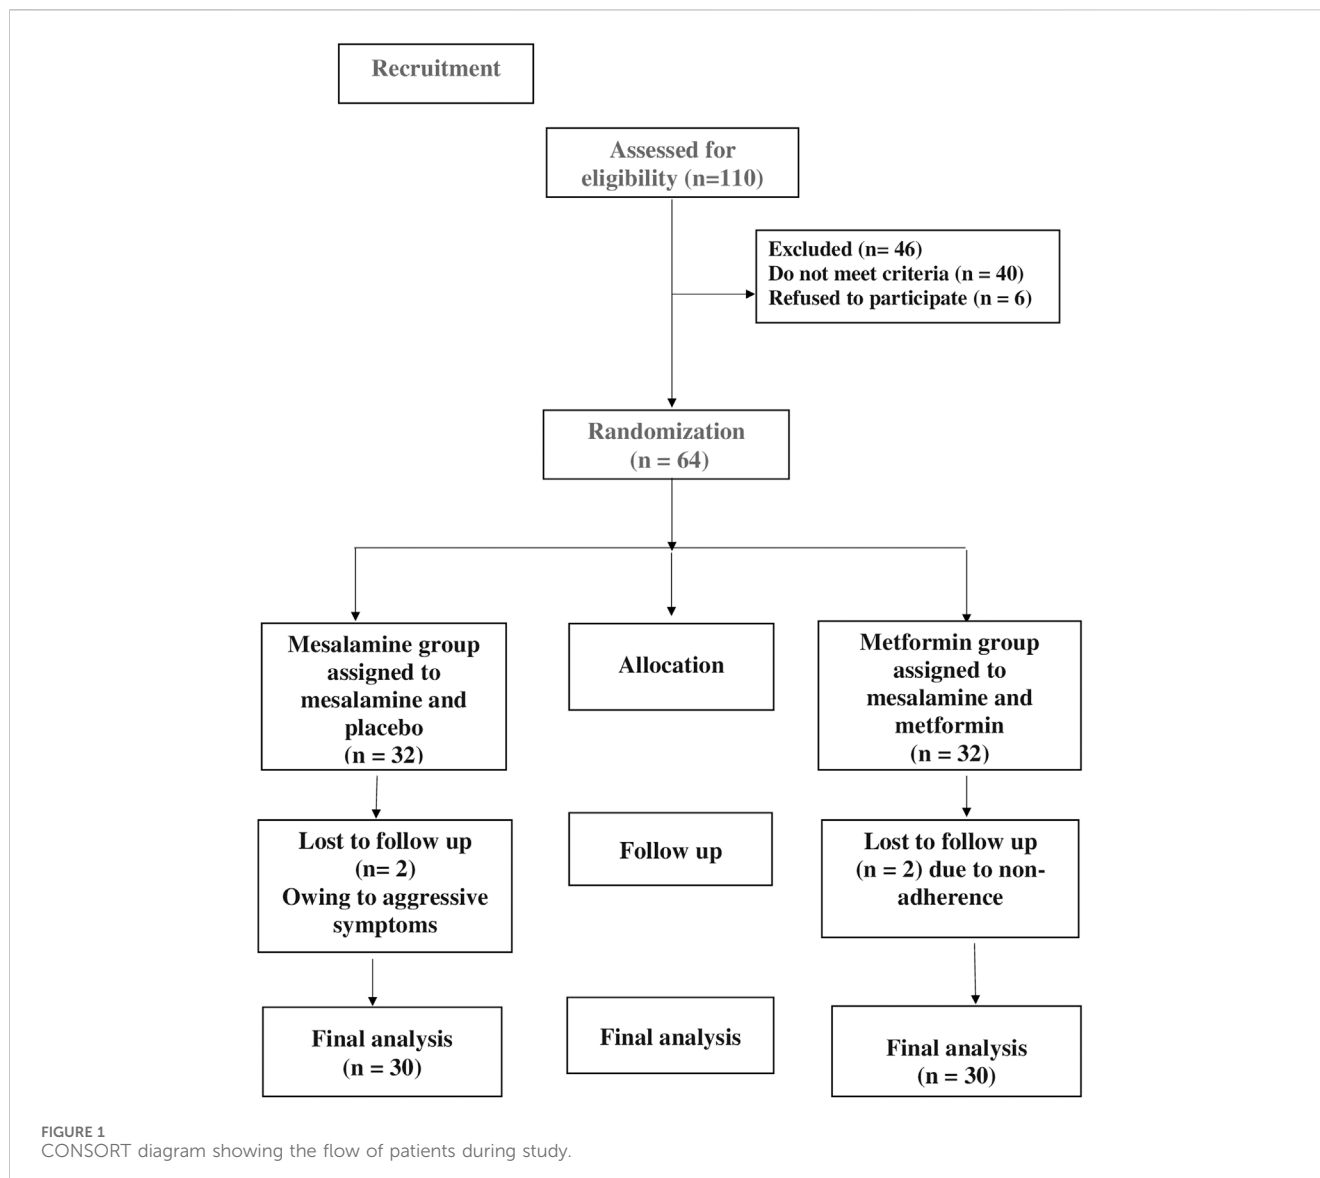 Recruitment
Assessed for
eligibility (n=110)
Excluded (n= 46)
Do not meet criteria (n = 40)
Refused to participate (n = 6)
Randomization
(n = 64)
Mesalamine group
assigned to
mesalamine and
placebo
(n = 32)
Allocation
Metformin group
assigned to
mesalamine and
metformin
(n = 32)
Lost to follow up
(n= 2)
Owing to aggressive
symptoms
Follow up
Lost to follow up
(n = 2) due to non-
adherence
Final analysis
(n = 30)
Final analysis
Final analysis
(n = 30)
FIGURE 1
CONSORT diagram showing the flow of patients during study.